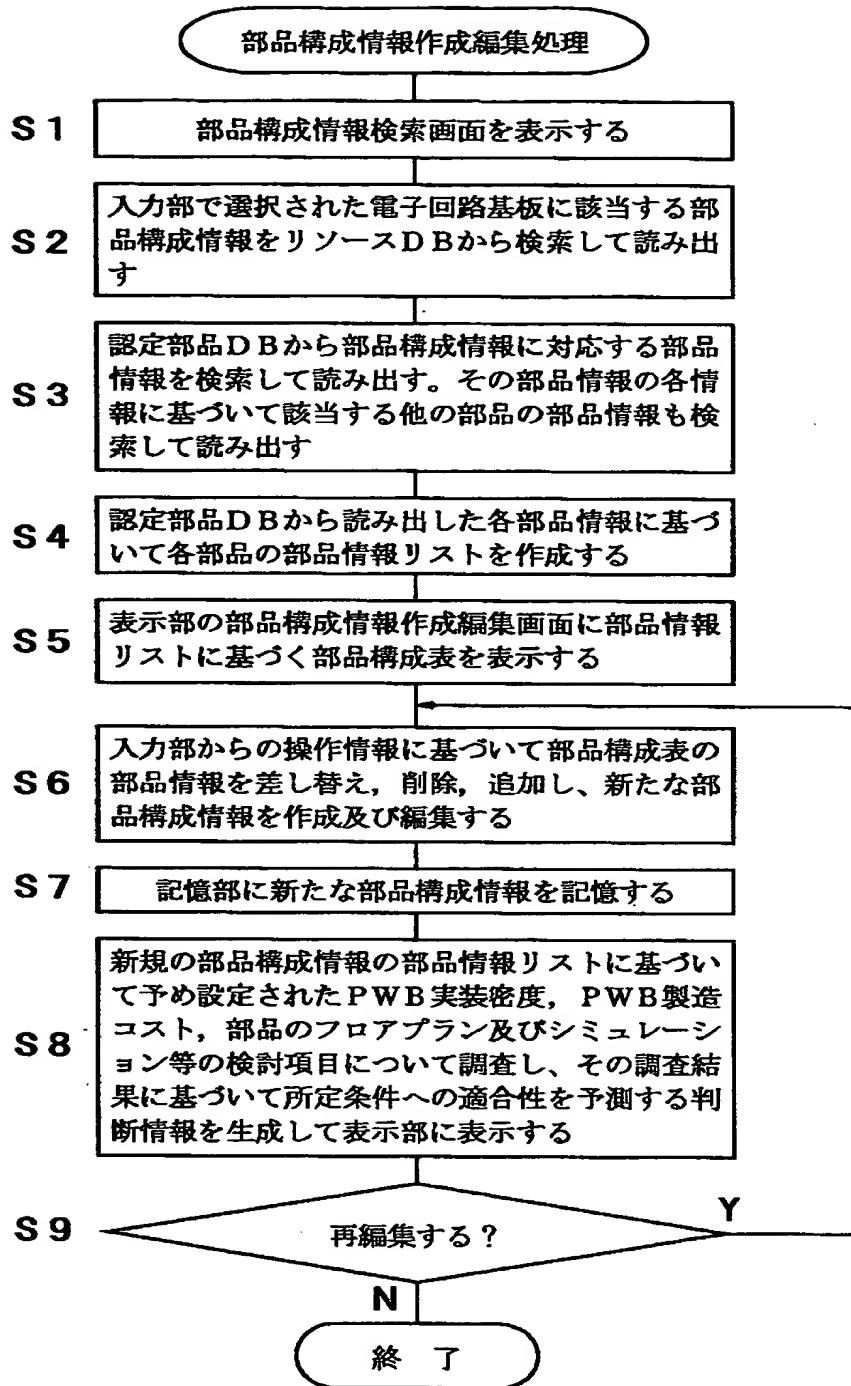 部品構成情報作成編集処理
S1
部品構成情報検索画面を表示する
S2
入力部で選択された電子回路基板に該当する部
品構成情報をリソースDBから検索して読み出
す
S3
認定部品DBから部品構成情報に対応する部品
情報を検索して読み出す。その部品情報の各情
報に基づいて該当する他の部品の部品情報も検
索して読み出す
S4
認定部品DBから読み出した各部品情報に基づ
いて各部品の部品情報リストを作成する
S5
表示部の部品構成情報作成編集画面に部品情報
リストに基づく部品構成表を表示する
S6
入力部からの操作情報に基づいて部品構成表の
部品情報を差し替え,削除,追加し、新たな部
品構成情報を作成及び編集する
S7
記憶部に新たな部品構成情報を記憶する
S8
新規の部品構成情報の部品情報リストに基づい
て予め設定されたPWB実装密度,PWB製造
コスト,部品のフロアプラン及びシミュレーシ
ョン等の検討項目について調査し、その調査結
果に基づいて所定条件への適合性を予測する判
断情報を生成して表示部に表示する
S9
再編集する?
Y
N
終 了